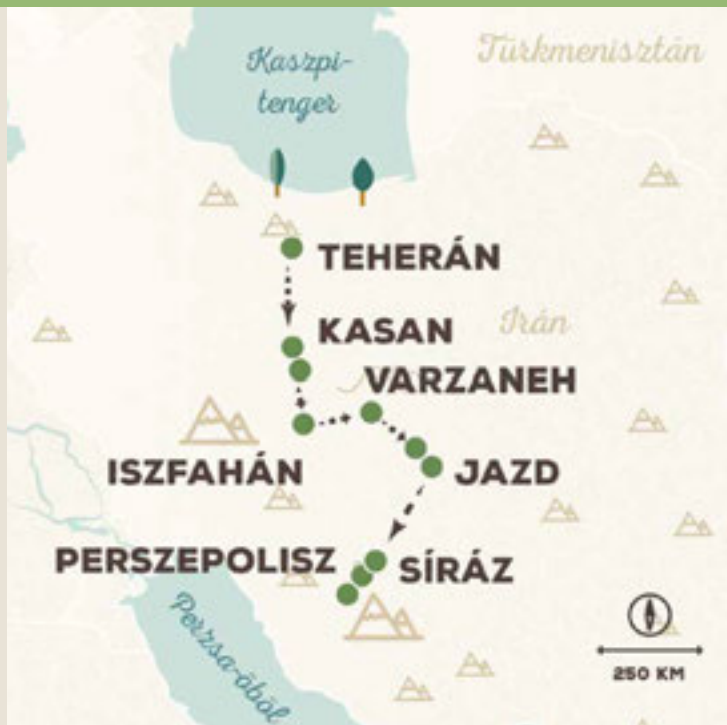 Kaszpi-
tenger
Türkmenisztán
TEHERÁN
KASAN
Irán
VARZANEH
ISZFAHÁN
JAZD
PERSZEPOLISZ
SÍRÁZ
Perzsa-öböl
250 KM